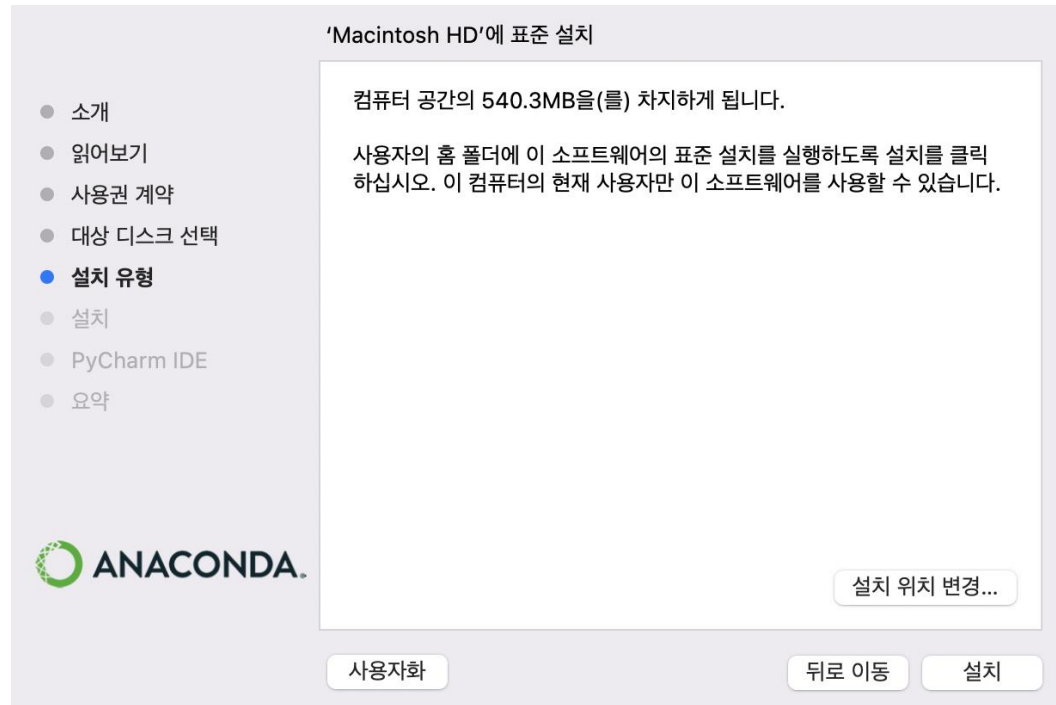 ‘Macintosh HD’에 표준 설치
소개
읽어보기
사용권 계약
대상 디스크 선택
설치 유형
설치
PyCharm IDE
요약
ANACONDA.
컴퓨터 공간의 540.3MB을(를) 차지하게 됩니다.
사용자의 홈 폴더에 이 소프트웨어의 표준 설치를 실행하도록 설치를 클릭
하십시오. 이 컴퓨터의 현재 사용자만 이 소프트웨어를 사용할 수 있습니다.
설치 위치 변경...
사용자화
뒤로 이동
설치